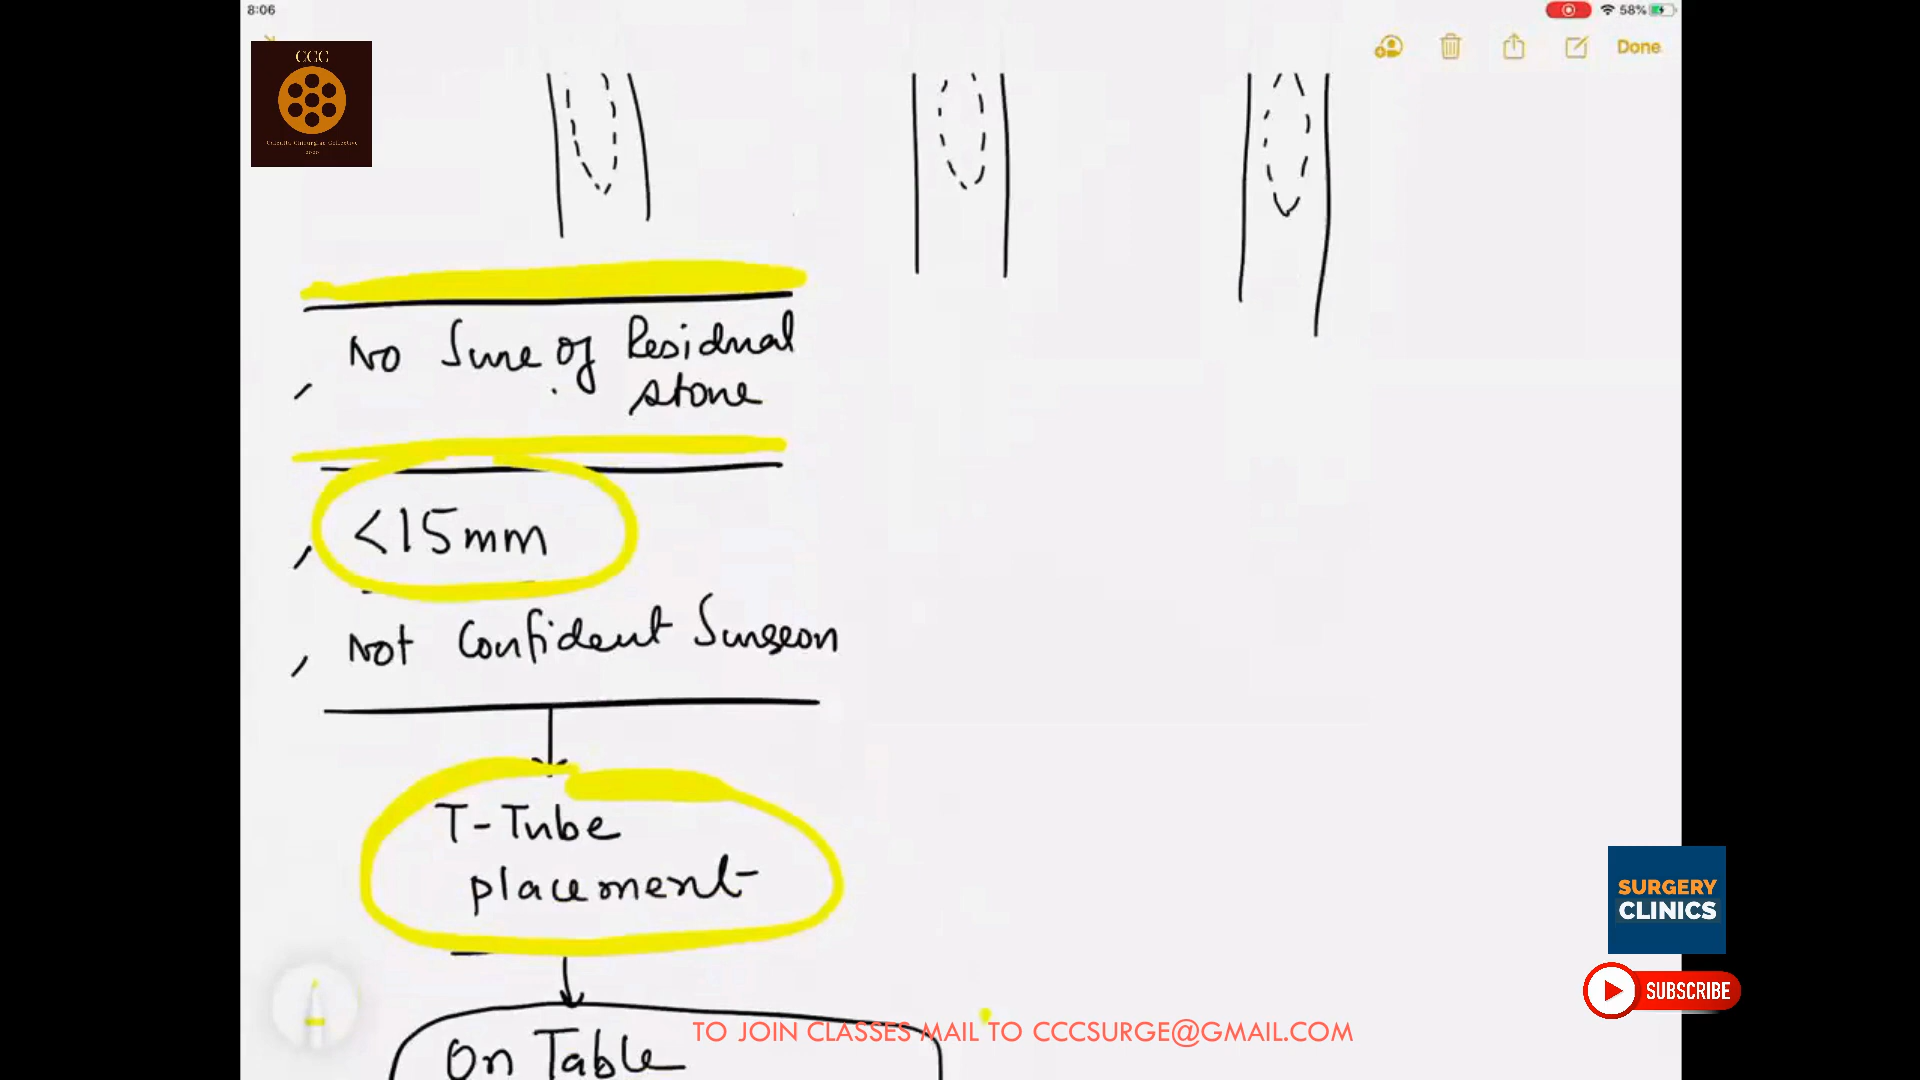 8:06
58%
Done
CCC
2020
No Sure of Residual
stone
<15mm
Not Confident Surgeon
T-Tube
placement
On Table
SURGERY
CLINICS
SUBSCRIBE
TO JOIN CLASSES MAIL TO CCCSURGE@GMAIL.COM